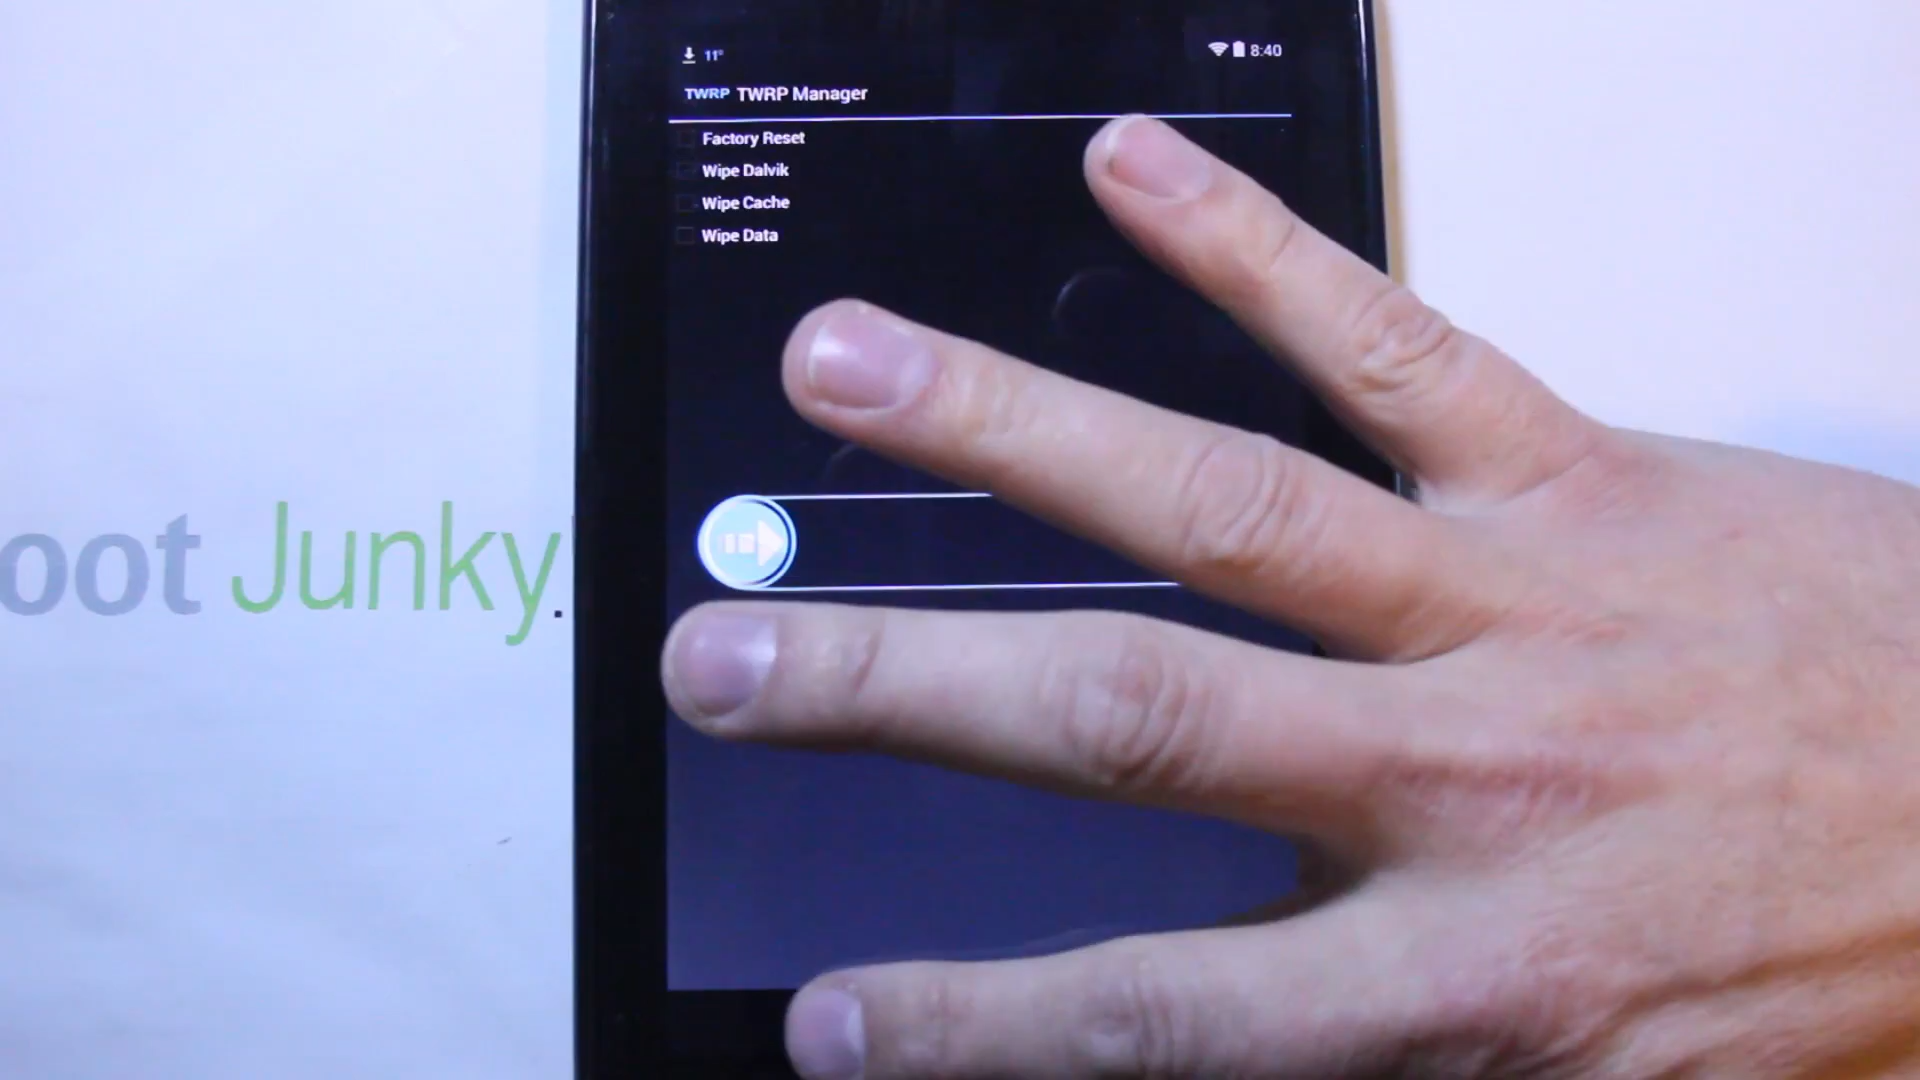 11°
8:40
TWRP TWRP Manager
Factory Reset
Wipe Dalvik
Wipe Cache
Wipe Data
oot Junky.